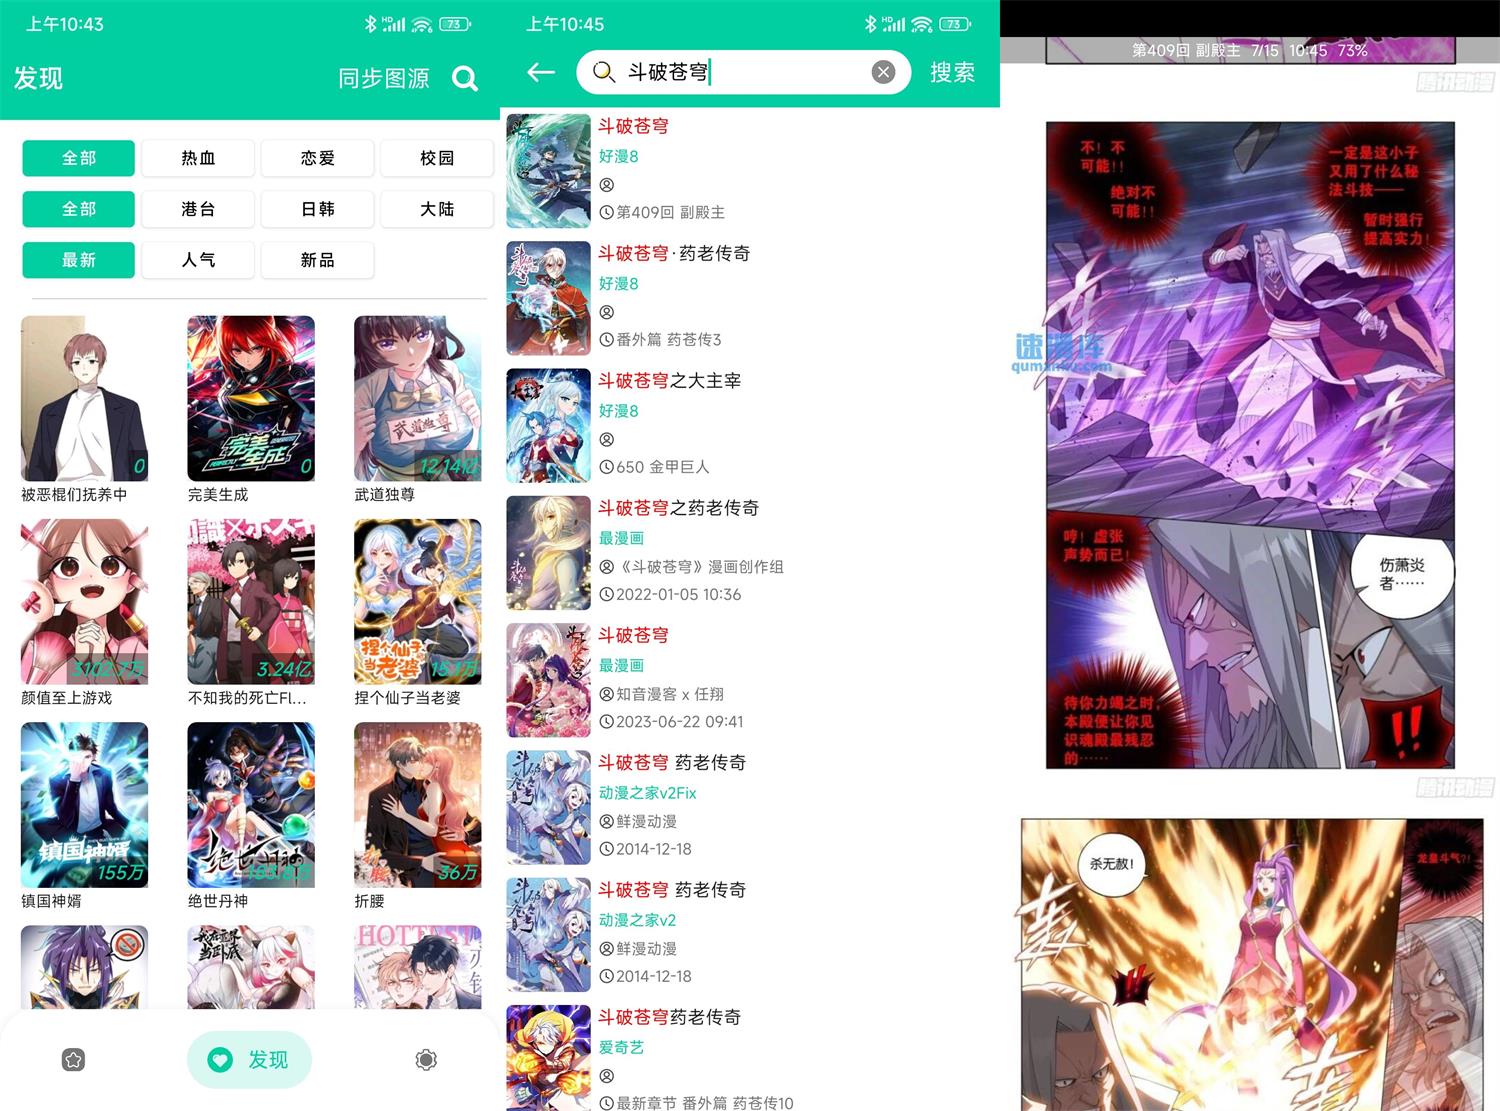 上午10:43
HD
73
发现
同步图源
全部
热血
恋爱
校园
全部
港台
日韩
大陆
最新
人气
新品
0
被恶棍们抚养中
完美生成
0
完美生成
武道独尊
12.14亿
武道独尊
3102.7万
颜值至上游戏
3.24亿
不知我的死亡Fl...
捏个仙子
当老婆
15.1万
捏个仙子当老婆
镇国神婿
155万
镇国神婿
绝世丹神
绝世丹神
折腰
36万
折腰
我在异界
当卧底
HOTTEST
发现
上午10:45
HD
73
斗破苍穹
搜索
斗破苍穹
好漫8
第409回 副殿主
斗破苍穹·药老传奇
好漫8
番外篇 药苍传3
斗破苍穹之大主宰
好漫8
650 金甲巨人
斗破苍穹之药老传奇
最漫画
《斗破苍穹》漫画创作组
2022-01-05 10:36
斗破苍穹
最漫画
知音漫客 x 任翔
2023-06-22 09:41
斗破苍穹 药老传奇
动漫之家v2Fix
鲜漫动漫
2014-12-18
斗破苍穹 药老传奇
动漫之家v2
鲜漫动漫
2014-12-18
斗破苍穹药老传奇
爱奇艺
最新章节 番外篇 药苍传10
第409回 副殿主 7/15 10:45 73%
腾讯动漫
不！不
可能！！
绝对不
可能！！
一定是这小子
又用了什么秘
法斗技——
暂时强行
提高实力！
哼！虚张
声势而已！
伤萧炎
者……
待你力竭之时，
本殿便让你见
识魂殿最残忍
的……
!!
腾讯动漫
杀无赦！
龙皇斗气？！
!!